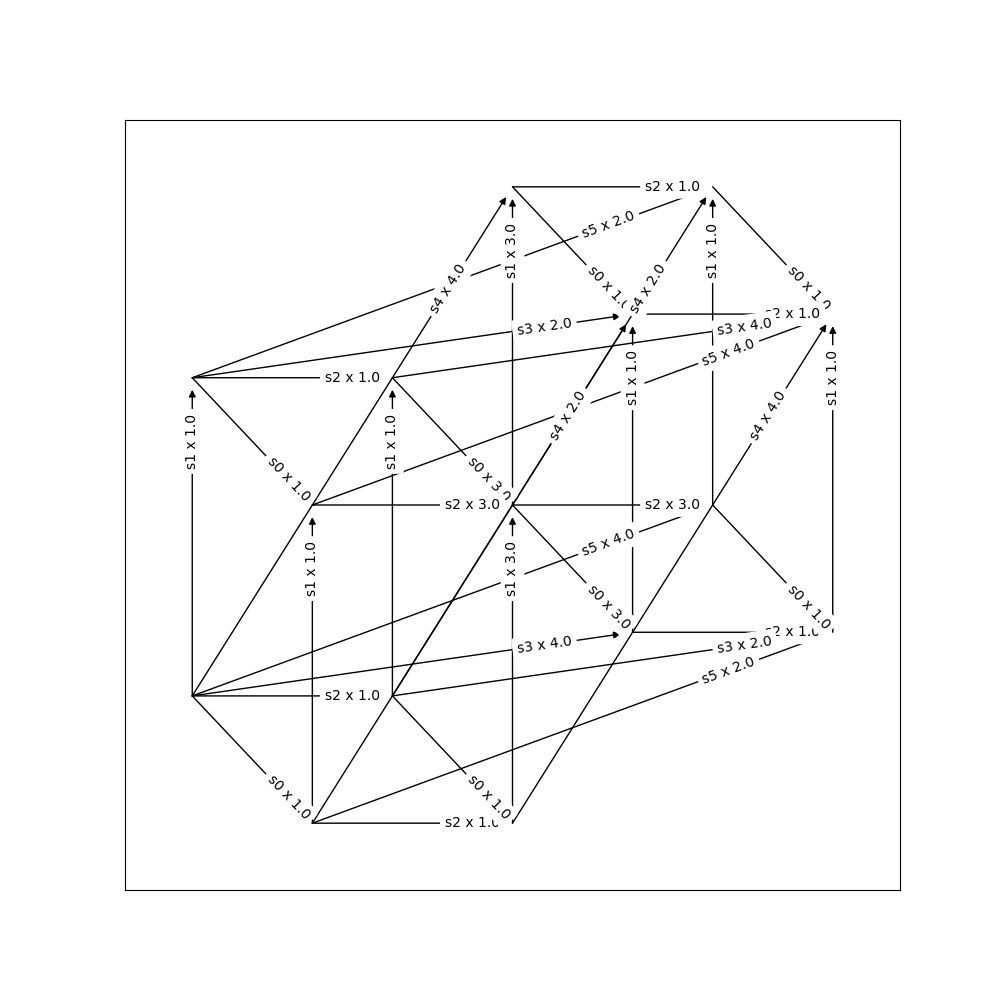 s2 x 1.0
s5 x 2.0
s1 x 3.0
s1 x 1.0
s4 x 4.0
s0 x 1.0
s4 x 2.0
s0 x 1.0
s3 x 2.0
s3 x 4.0
s2 x 1.0
s5 x 4.0
s2 x 1.0
s1 x 1.0
s1 x 1.0
s4 x 2.0
s4 x 4.0
s1 x 1.0
s1 x 1.0
s0 x 1.0
s0 x 3.0
s2 x 3.0
s2 x 3.0
s5 x 4.0
s1 x 1.0
s1 x 3.0
s0 x 3.0
s0 x 1.0
s2 x 1.0
s3 x 4.0
s3 x 2.0
s5 x 2.0
s2 x 1.0
s0 x 1.0
s0 x 1.0
s2 x 1.0